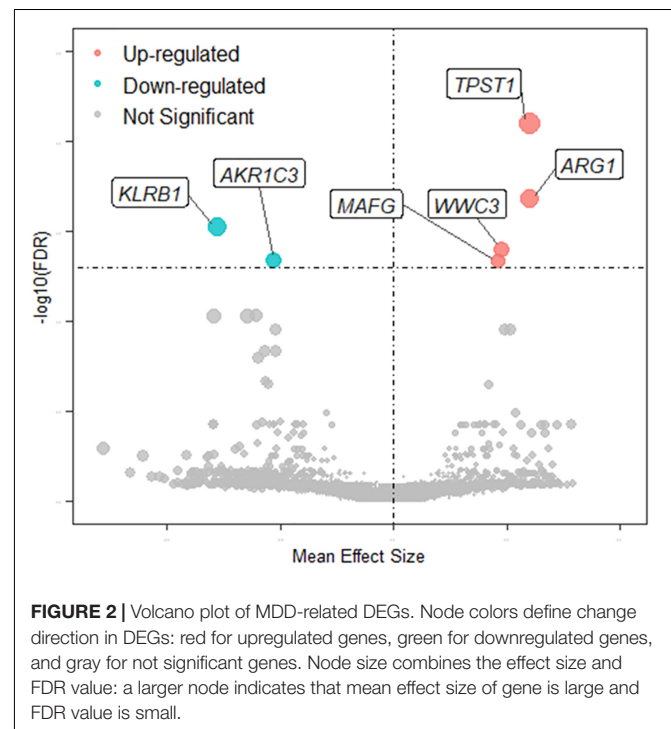 Up-regulated
Down-regulated
Not Significant
TPST1
ARG1
KLRB1
AKR1C3
MAFG
WWC3
-log10(FDR)
Mean Effect Size
FIGURE 2 | Volcano plot of MDD-related DEGs. Node colors define change
direction in DEGs: red for upregulated genes, green for downregulated genes,
and gray for not significant genes. Node size combines the effect size and
FDR value: a larger node indicates that mean effect size of gene is large and
FDR value is small.